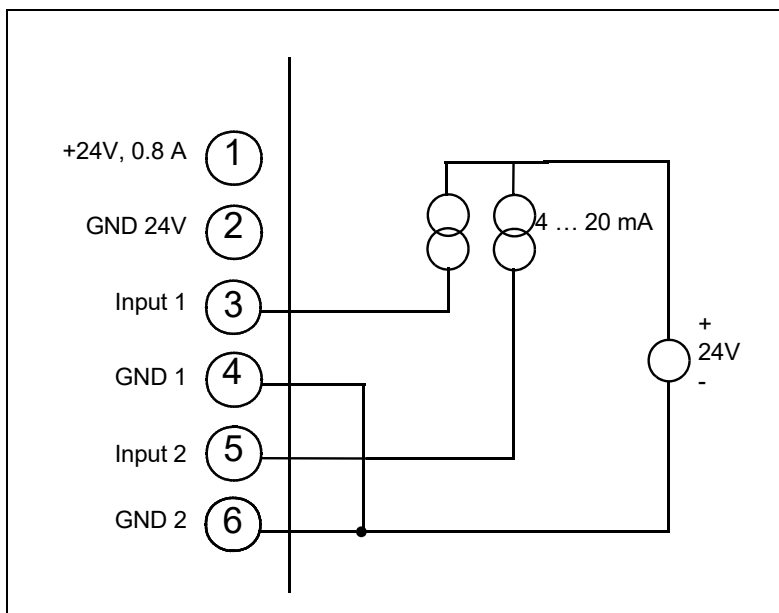 +24V, 0.8 A 1
GND 24V 2
Input 1 3
GND 1 4
Input 2 5
GND 2 6
4 … 20 mA
+
24V
-